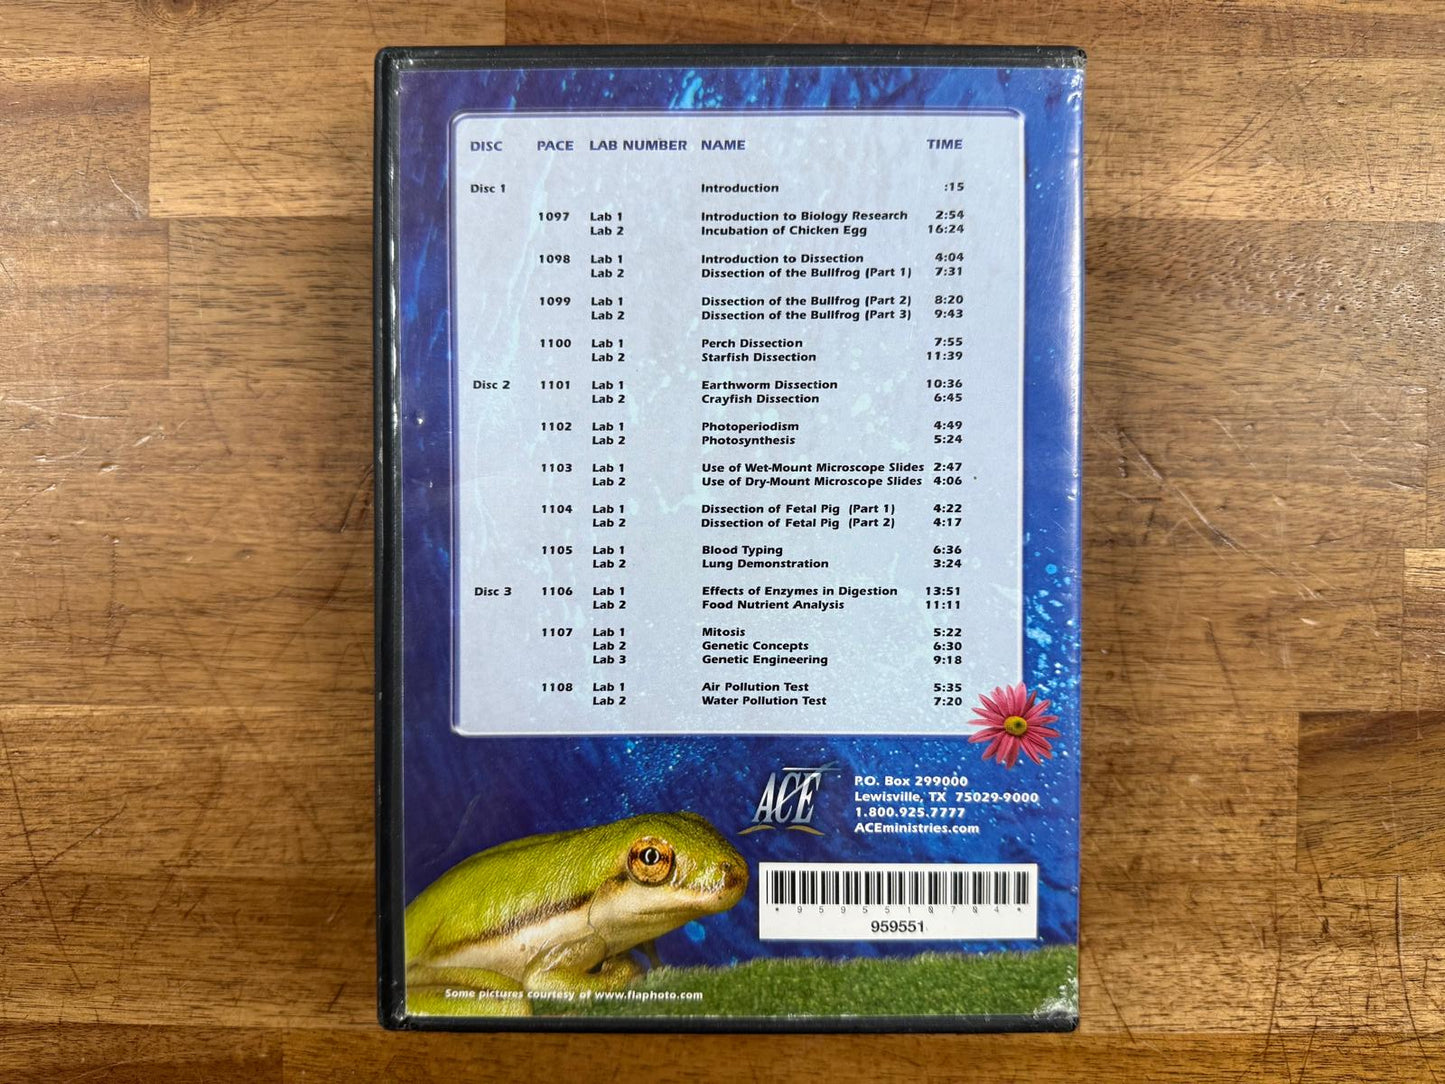 DISC PACE LAB NUMBER NAME TIME
Disc 1 Introduction :15
1097 Lab 1 Introduction to Biology Research 2:54
Lab 2 Incubation of Chicken Egg 16:24
1098 Lab 1 Introduction to Dissection 4:04
Lab 2 Dissection of the Bullfrog (Part 1) 7:31
1099 Lab 1 Dissection of the Bullfrog (Part 2) 8:20
Lab 2 Dissection of the Bullfrog (Part 3) 9:43
1100 Lab 1 Perch Dissection 7:55
Lab 2 Starfish Dissection 11:39
Disc 2 1101 Lab 1 Earthworm Dissection 10:36
Lab 2 Crayfish Dissection 6:45
1102 Lab 1 Photoperiodism 4:49
Lab 2 Photosynthesis 5:24
1103 Lab 1 Use of Wet-Mount Microscope Slides 2:47
Lab 2 Use of Dry-Mount Microscope Slides 4:06
1104 Lab 1 Dissection of Fetal Pig (Part 1) 4:22
Lab 2 Dissection of Fetal Pig (Part 2) 4:17
1105 Lab 1 Blood Typing 6:36
Lab 2 Lung Demonstration 3:24
Disc 3 1106 Lab 1 Effects of Enzymes in Digestion 13:51
Lab 2 Food Nutrient Analysis 11:11
1107 Lab 1 Mitosis 5:22
Lab 2 Genetic Concepts 6:30
Lab 3 Genetic Engineering 9:18
1108 Lab 1 Air Pollution Test 5:35
Lab 2 Water Pollution Test 7:20
ACE
P.O. Box 299000
Lewisville, TX 75029-9000
1.800.925.7777
ACEministries.com
*9595510704*
959551
Some pictures courtesy of www.flaphoto.com